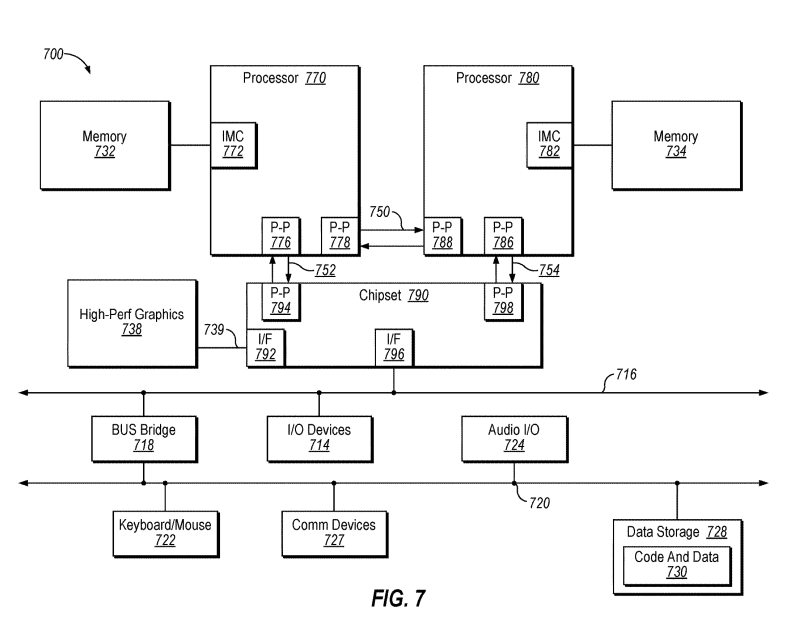 700
Processor 770
Processor 780
Memory
732
IMC
772
IMC
782
Memory
734
P-P
776
P-P
778
750
P-P
788
P-P
786
752
754
High-Perf Graphics
738
739
P-P
794
Chipset 790
P-P
798
I/F
792
I/F
796
716
BUS Bridge
718
I/O Devices
714
Audio I/O
724
720
Keyboard/Mouse
722
Comm Devices
727
Data Storage 728
Code And Data
730
FIG. 7